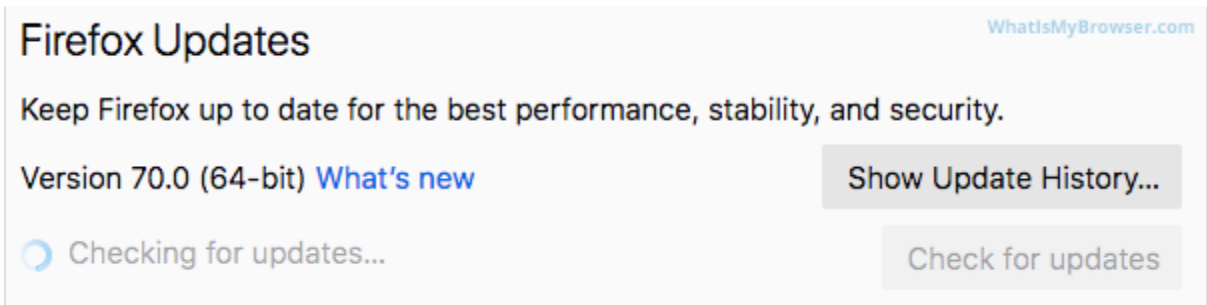 WhatIsMyBrowser.com
Firefox Updates
Keep Firefox up to date for the best performance, stability, and security.
Version 70.0 (64-bit) What's new
Show Update History...
Checking for updates...
Check for updates